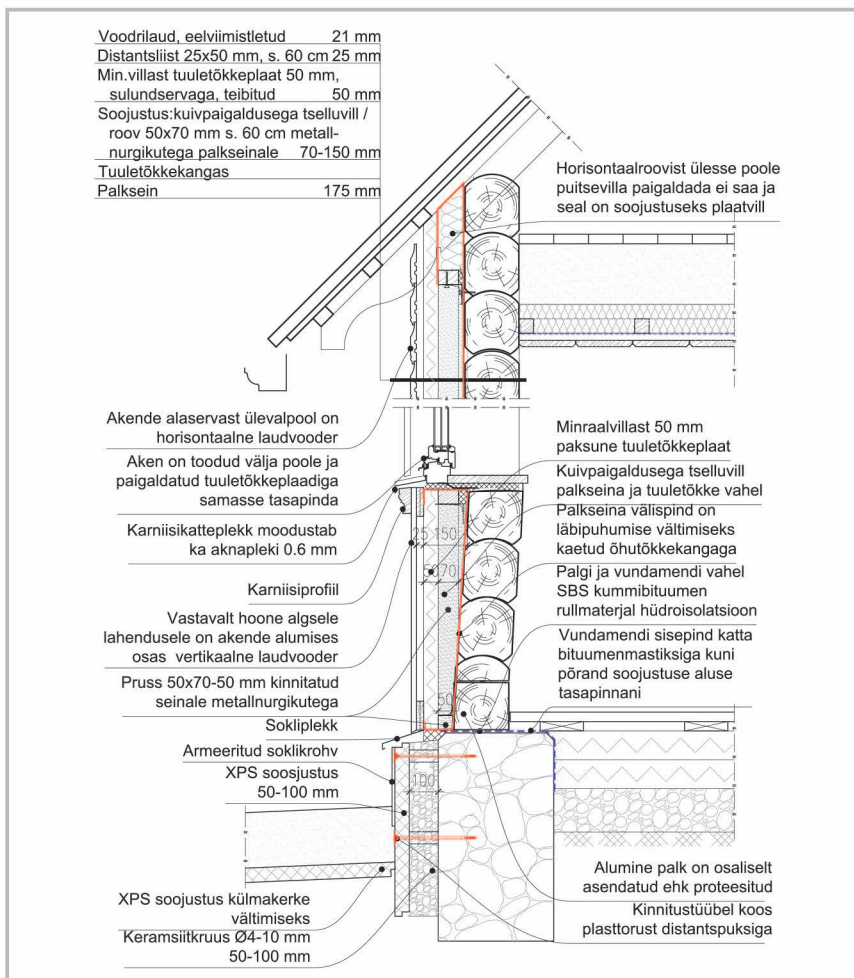 Voodrilaud, eelviimistletud 21 mm
Distantsliist 25x50 mm, s. 60 cm 25 mm
Min.villast tuuletõkkeplaat 50 mm,
sulundservaga, teibitud 50 mm
Soojustus:kuivpaigaldusega tselluvill /
roov 50x70 mm s. 60 cm metall-
nurgikutega palkseinale 70-150 mm
Tuuletõkkekangas
Palksein 175 mm
Horisontaalroovist ülesse poole
puitsevilla paigaldada ei saa ja
seal on soojustuseks plaatvill
Akende alaservast ülevalpool on
horisontaalne laudvooder
Aken on toodud välja poole ja
paigaldatud tuuletõkkeplaadiga
samasse tasapinda
Karniisikatteplekk moodustab
ka aknapleki 0.6 mm
Karniisiprofiil
Vastavalt hoone algsele
lahendusele on akende alumises
osas vertikaalne laudvooder
Pruss 50x70-50 mm kinnitatud
seinale metallnurgikutega
Sokliplekk
Armeeritud soklikrohv
XPS soosjustus
50-100 mm
XPS soojustus külmakerke
vältimiseks
Keramsiitkruus Ø4-10 mm
50-100 mm
Minraalvillast 50 mm
paksune tuuletõkkeplaat
Kuivpaigaldusega tselluvill
palkseina ja tuuletõkke vahel
Palkseina välispind on
läbipuhumise vältimiseks
kaetud õhutõkkekangaga
Palgi ja vundamendi vahel
SBS kummibituumen
rullmaterjal hüdroisolatsioon
Vundamendi sisepind katta
bituumenmastiksiga kuni
põrand soojustuse aluse
tasapinnani
Alumine palk on osaliselt
asendatud ehk proteesitud
Kinnitustüübel koos
plasttorust distantspuksiga
25 150
50 70
50
100